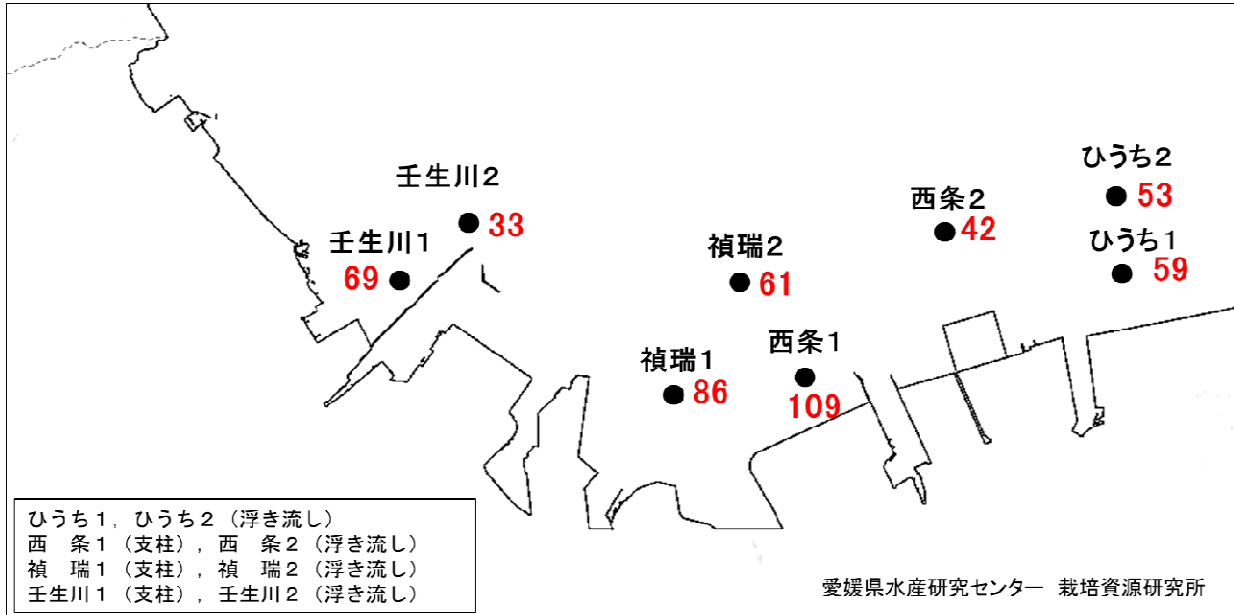 ひうち２
53
西条２
42
壬生川２
33
ひうち１
59
壬生川１
69
禎瑞２
61
西条１
109
禎瑞１
86
ひうち１，ひうち２（浮き流し）
西　条１（支柱），西　条２（浮き流し）
禎　瑞１（支柱），禎　瑞２（浮き流し）
壬生川１（支柱），壬生川２（浮き流し）
愛媛県水産研究センター　栽培資源研究所